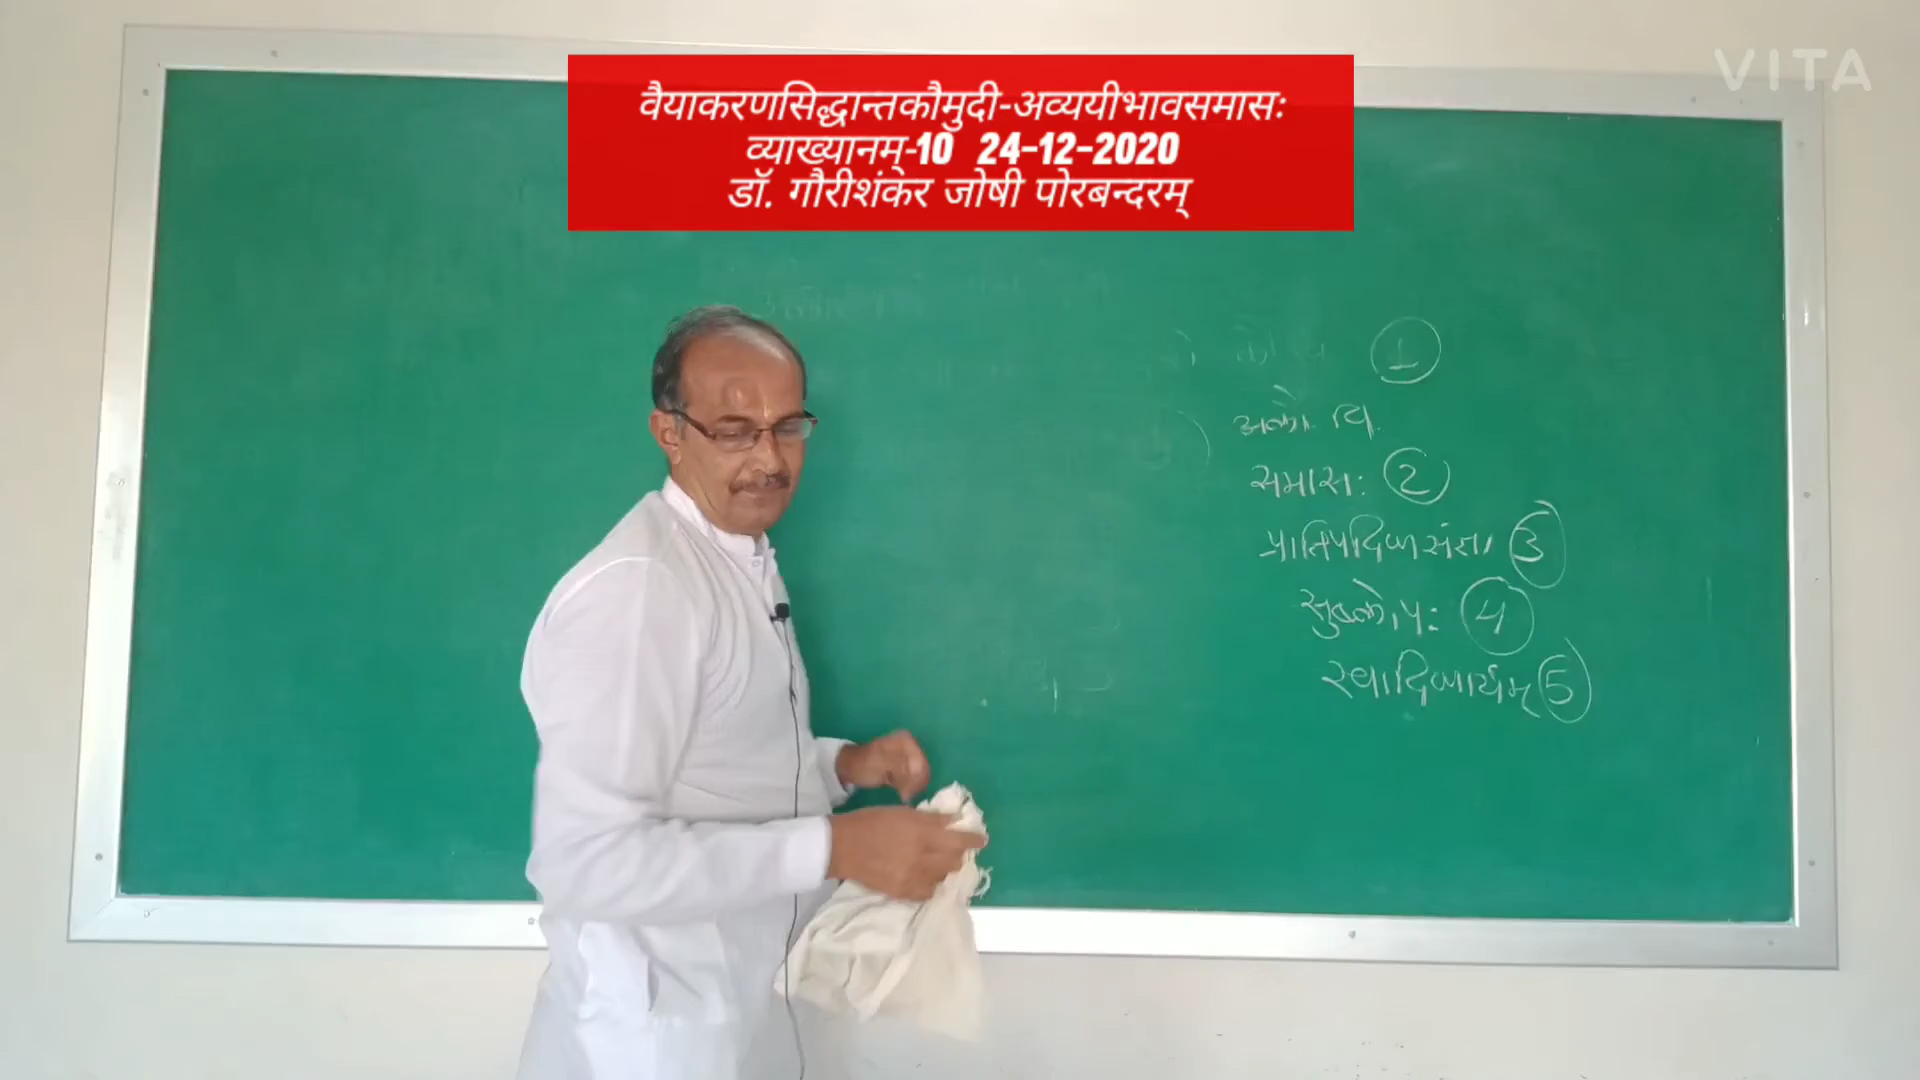 VITA
वैयाकरणसिद्धान्तकौमुदी-अव्ययीभावसमासः
व्याख्यानम्-10 24-12-2020
डॉ. गौरीशंकर जोषी पोरबन्दरम्
1
समासः 2
प्रातिपदिकसंज्ञा 3
सुब्लोपः 4
स्वादिकार्यम् 5